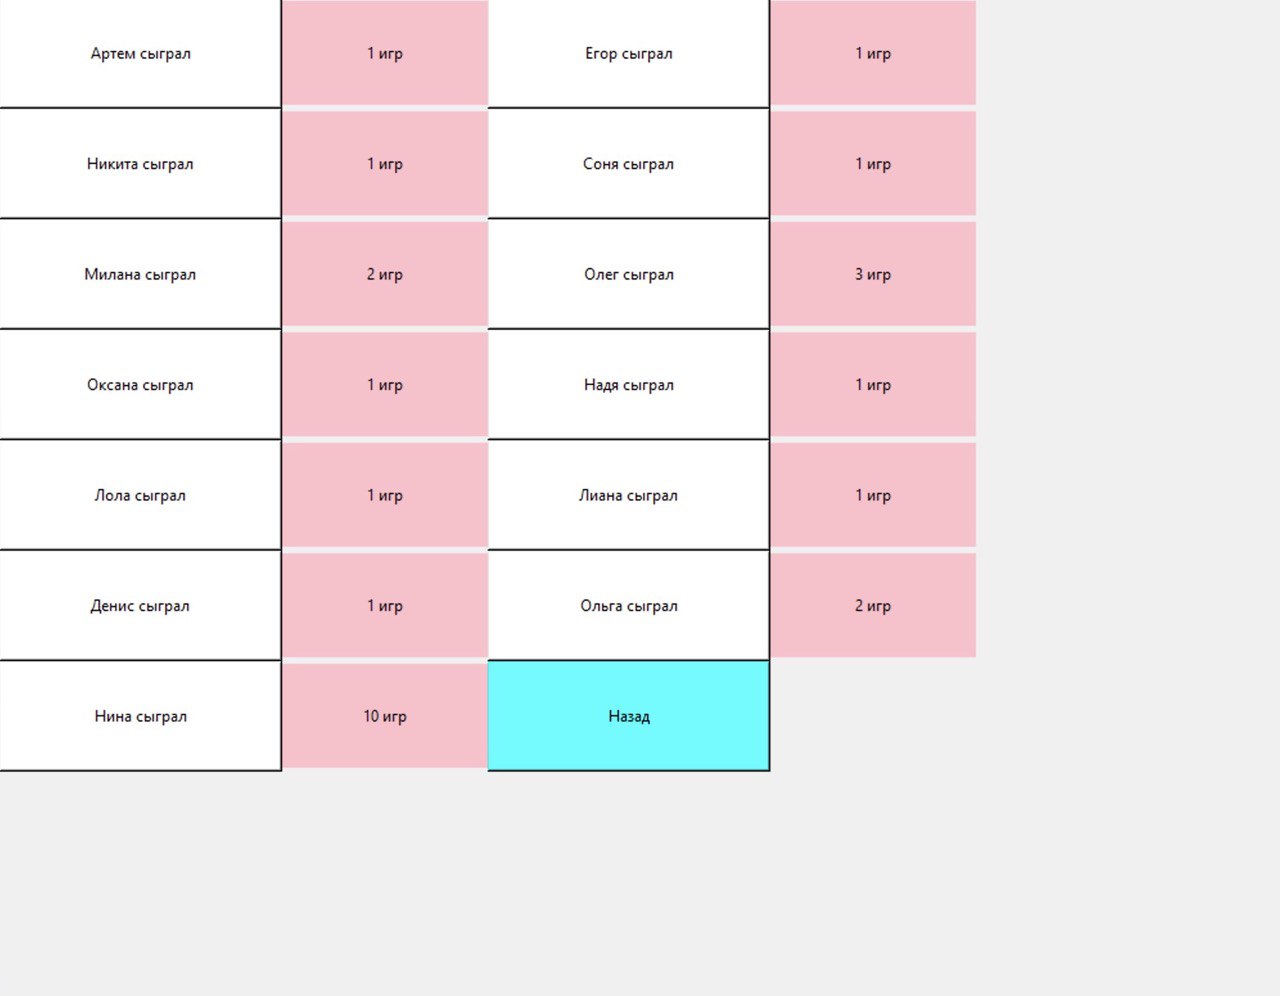 Артем сыграл 1 игр Егор сыграл 1 игр
Никита сыграл 1 игр Соня сыграл 1 игр
Милана сыграл 2 игр Олег сыграл 3 игр
Оксана сыграл 1 игр Надя сыграл 1 игр
Лола сыграл 1 игр Лиана сыграл 1 игр
Денис сыграл 1 игр Ольга сыграл 2 игр
Нина сыграл 10 игр Назад